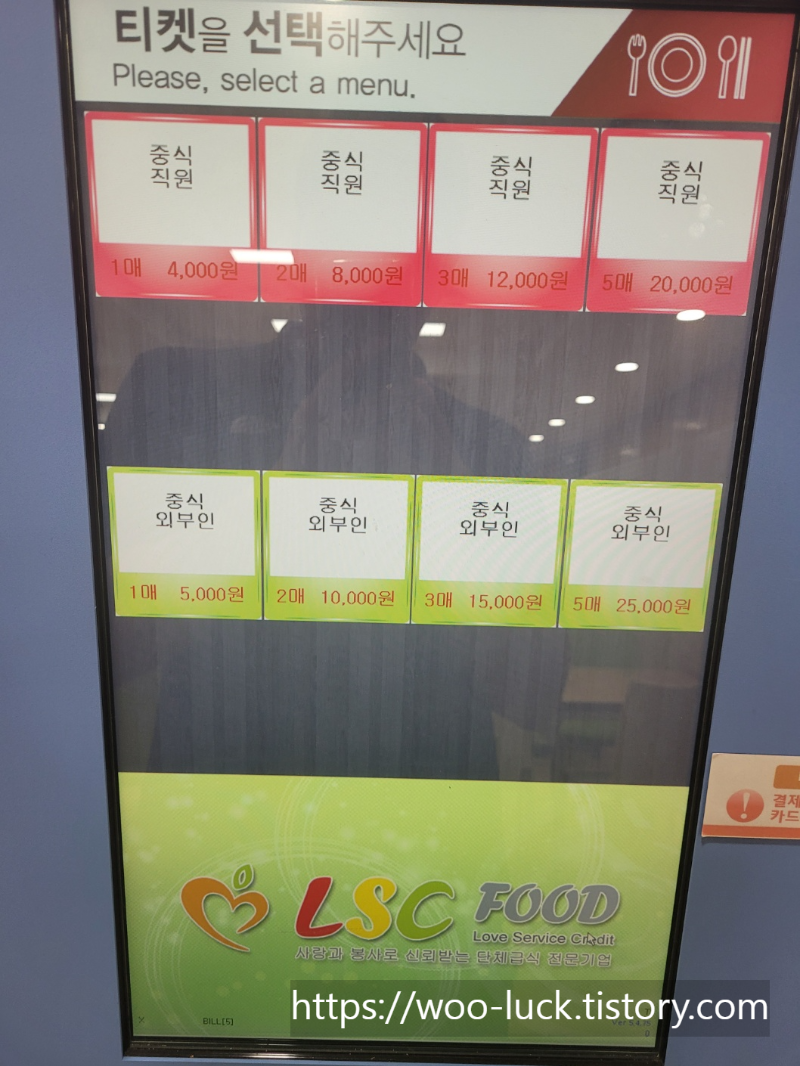 티켓을 선택해주세요
Please, select a menu.
중식
직원
1매 4,000원
중식
직원
2매 8,000원
중식
직원
3매 12,000원
중식
직원
5매 20,000원
중식
외부인
1매 5,000원
중식
외부인
2매 10,000원
중식
외부인
3매 15,000원
중식
외부인
5매 25,000원
결제
카드
LSC FOOD
Love Service Credit
사랑과 봉사로 신뢰받는 단체급식 전문기업
BILL[5]
https://woo-luck.tistory.com